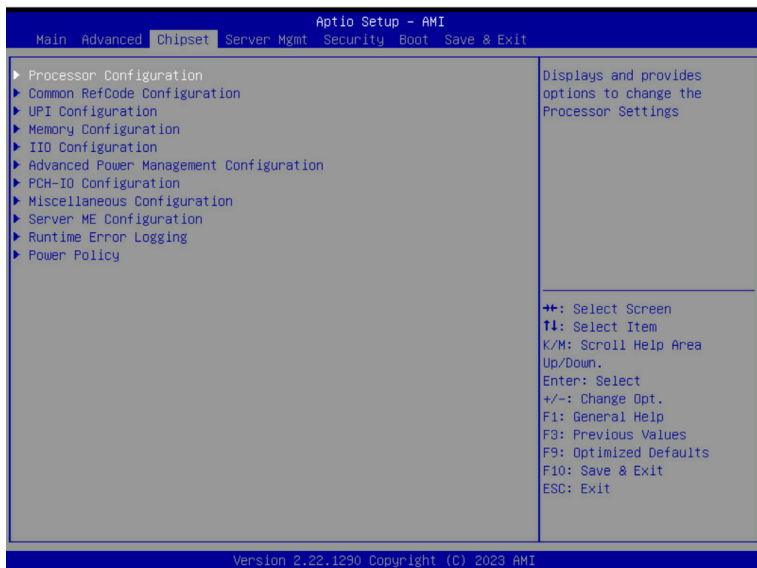 Aptio Setup – AMI
Main Advanced Chipset Server Mgmt Security Boot Save & Exit
▶ Processor Configuration
▶ Common RefCode Configuration
▶ UPI Configuration
▶ Memory Configuration
▶ IIO Configuration
▶ Advanced Power Management Configuration
▶ PCH-IO Configuration
▶ Miscellaneous Configuration
▶ Server ME Configuration
▶ Runtime Error Logging
▶ Power Policy
Displays and provides
options to change the
Processor Settings
→←: Select Screen
↑↓: Select Item
K/M: Scroll Help Area
Up/Down.
Enter: Select
+/-: Change Opt.
F1: General Help
F3: Previous Values
F9: Optimized Defaults
F10: Save & Exit
ESC: Exit
Version 2.22.1290 Copyright (C) 2023 AMI